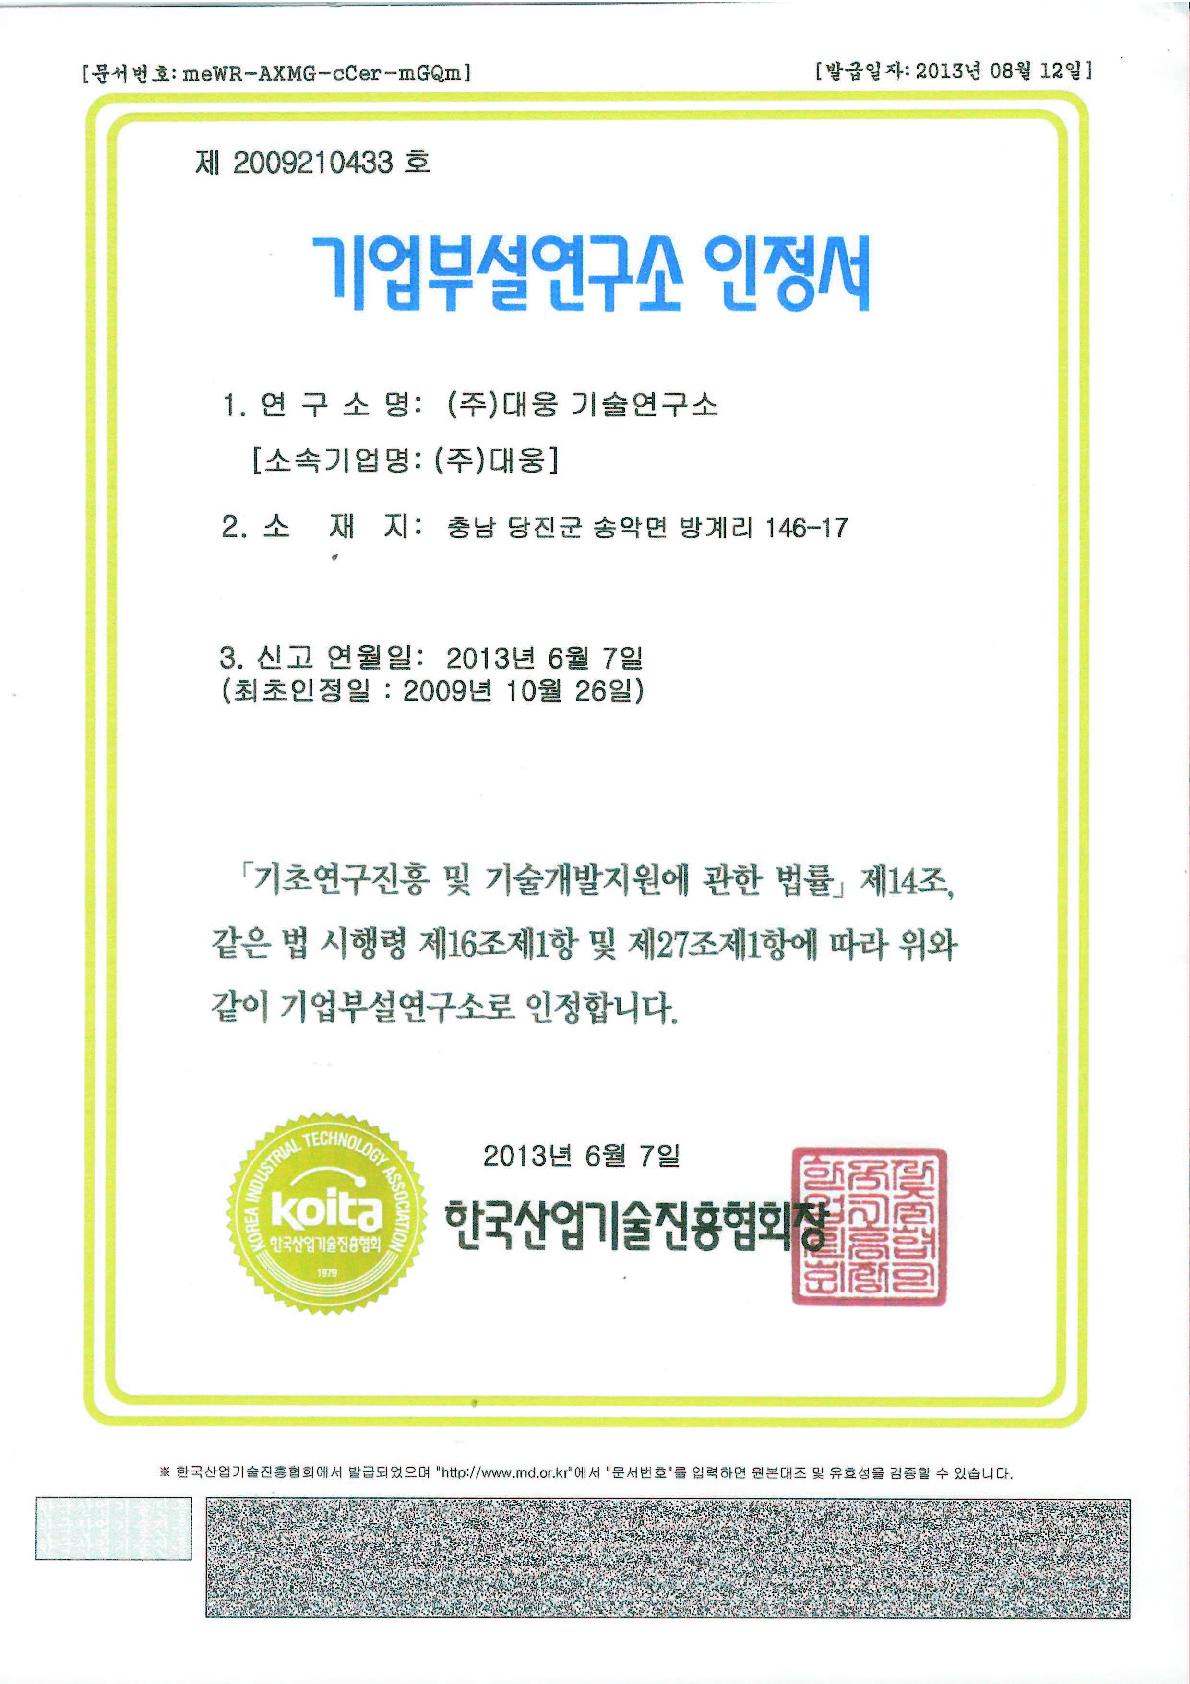 [문서번호: meWR-AXMG-cCer-mGQm]
[발급일자: 2013년 08월 12일]
제 2009210433 호
기업부설연구소 인정서
1. 연 구 소 명: (주)대웅 기술연구소
[소속기업명: (주)대웅]
2. 소 재 지: 충남 당진군 송악면 방계리 146-17
3. 신고 연월일: 2013년 6월 7일
(최초인정일 : 2009년 10월 26일)
「기초연구진흥 및 기술개발지원에 관한 법률」 제14조,
같은 법 시행령 제16조제1항 및 제27조제1항에 따라 위와
같이 기업부설연구소로 인정합니다.
KOREA INDUSTRIAL TECHNOLOGY ASSOCIATION
koita
한국산업기술진흥협회
1979
2013년 6월 7일
한국산업기술진흥협회장
※ 한국산업기술진흥협회에서 발급되었으며 "http://www.rnd.or.kr"에서 '문서번호'를 입력하면 원본대조 및 유효성을 검증할 수 있습니다.